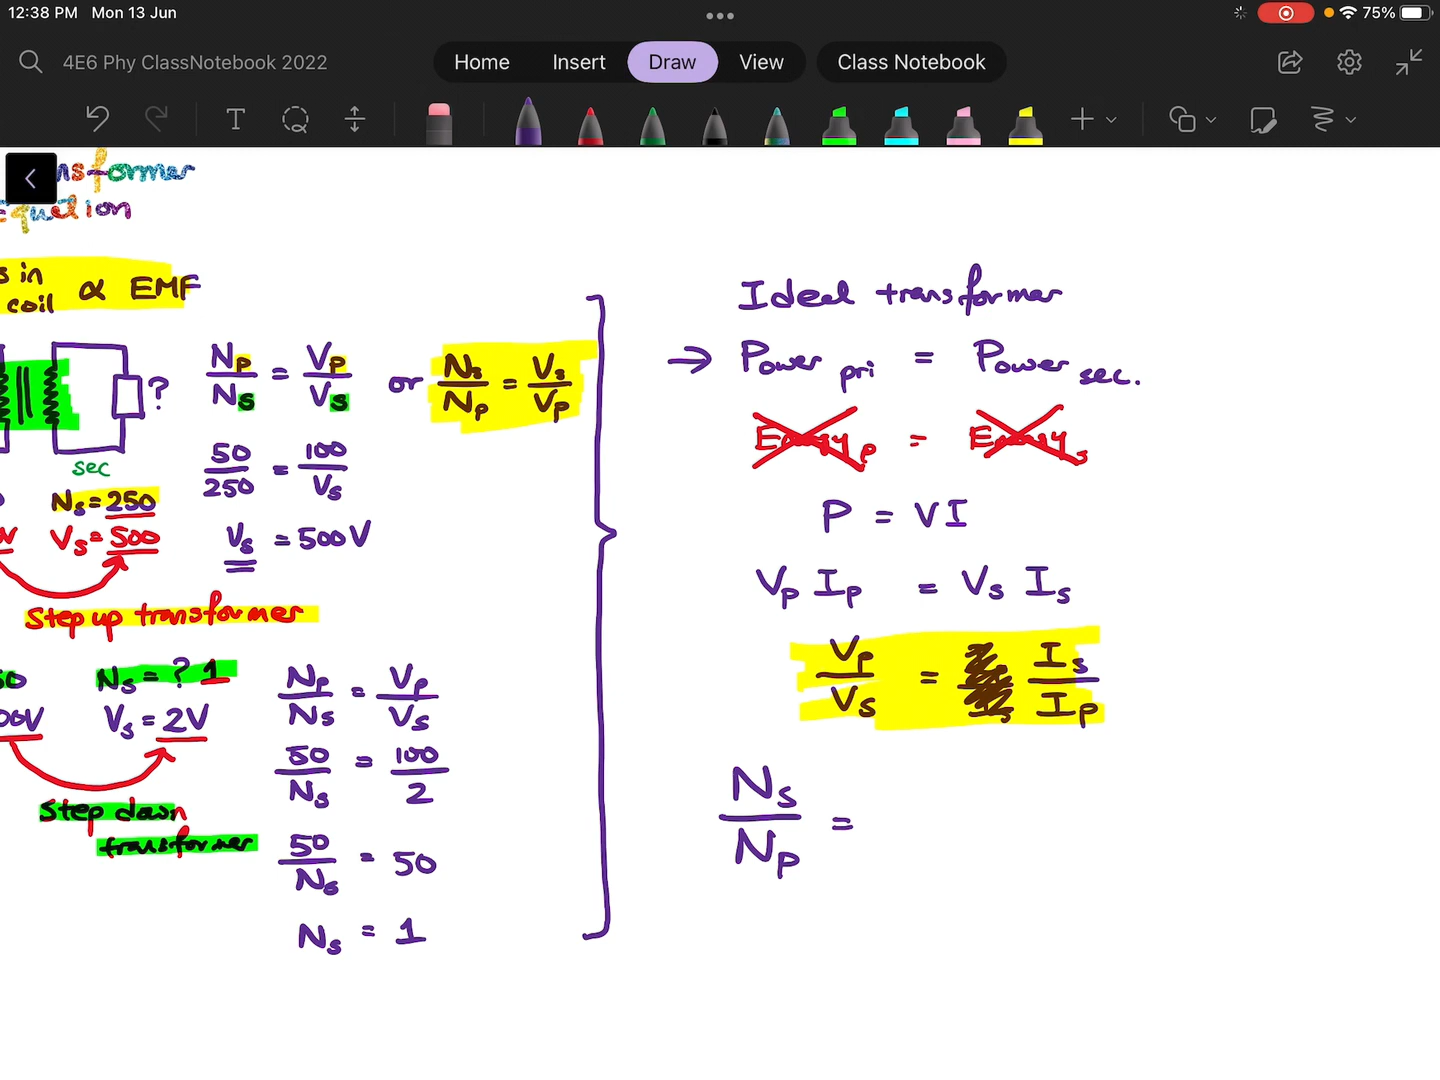 12:38 PM Mon 13 Jun
75%
4E6 Phy ClassNotebook 2022
Home Insert Draw View Class Notebook
T
nsformer
Equation
s in
coil ∝ EMF
?
sec
Ns = 250
Vs = 500
Step up transformer
Np/Ns = Vp/Vs or Ns/Np = Vs/Vp
50/250 = 100/Vs
Vs = 500V
Ns = ? 1
00V Vs = 2V
Step down
transformer
Np/Ns = Vp/Vs
50/Ns = 100/2
50/Ns = 50
Ns = 1
Ideal transformer
→ Power pri = Power sec.
Energy p = Energy s
P = VI
Vp Ip = Vs Is
Vp/Vs = Is/Ip
Ns/Np =